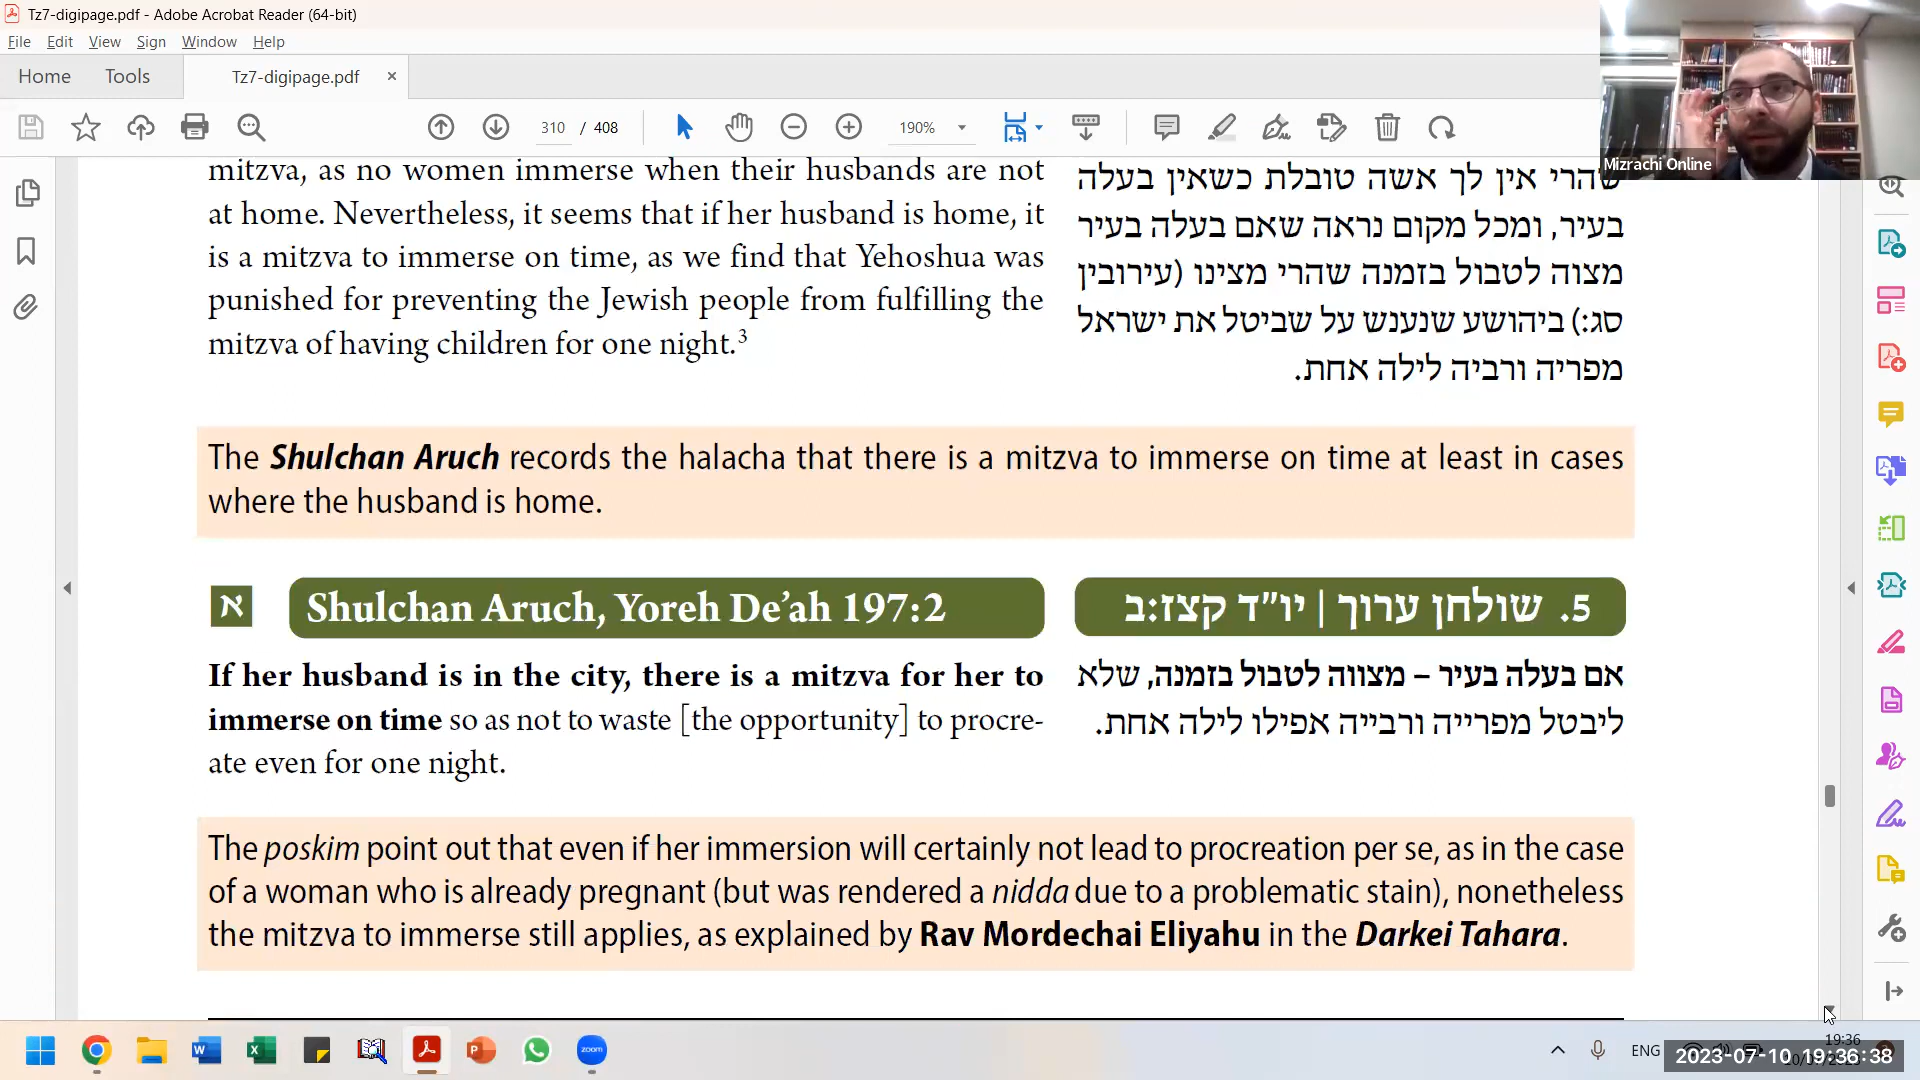 Tz7-digipage.pdf - Adobe Acrobat Reader (64-bit)
File Edit View Sign Window Help
Home Tools Tz7-digipage.pdf ×
310 / 408 190%
Mizrachi Online
mitzva, as no women immerse when their husbands are not
at home. Nevertheless, it seems that if her husband is home, it
is a mitzva to immerse on time, as we find that Yehoshua was
punished for preventing the Jewish people from fulfilling the
mitzva of having children for one night.³
שהרי אין לך אשה טובלת כשאין בעלה
בעיר, ומכל מקום נראה שאם בעלה בעיר
מצוה לטבול בזמנה שהרי מצינו (עירובין
סג:) ביהושע שנענש על שביטל את ישראל
מפריה ורביה לילה אחת.
The Shulchan Aruch records the halacha that there is a mitzva to immerse on time at least in cases
where the husband is home.
א Shulchan Aruch, Yoreh De'ah 197:2
5. שולחן ערוך | יו"ד קצז:ב
If her husband is in the city, there is a mitzva for her to
immerse on time so as not to waste [the opportunity] to procre-
ate even for one night.
אם בעלה בעיר – מצווה לטבול בזמנה, שלא
ליבטל מפרייה ורבייה אפילו לילה אחת.
The poskim point out that even if her immersion will certainly not lead to procreation per se, as in the case
of a woman who is already pregnant (but was rendered a nidda due to a problematic stain), nonetheless
the mitzva to immerse still applies, as explained by Rav Mordechai Eliyahu in the Darkei Tahara.
zoom
ENG
19:36
2023-07-10 19:36:38